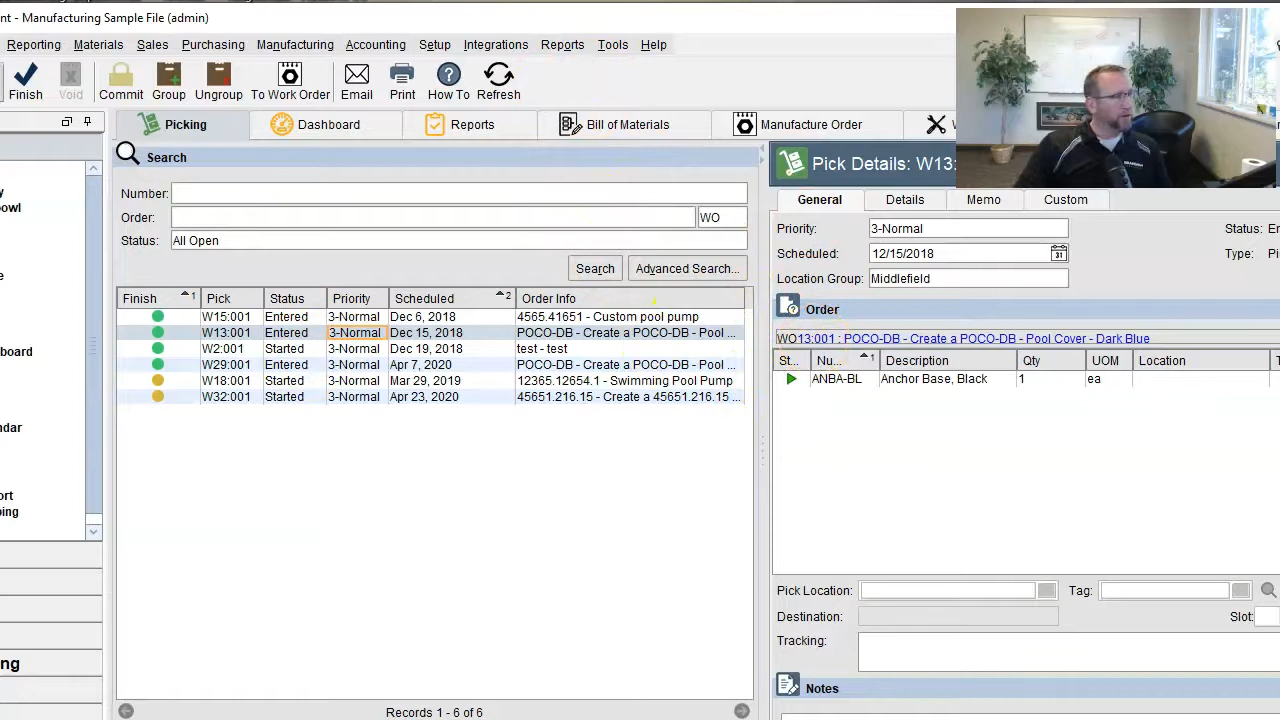 nt - Manufacturing Sample File (admin)
Reporting Materials Sales Purchasing Manufacturing Accounting Setup Integrations Reports Tools Help
Finish Void Commit Group Ungroup To Work Order Email Print How To Refresh
Picking Dashboard Reports Bill of Materials Manufacture Order W
Search
Number:
Order: WO
Status: All Open
Search Advanced Search...
Finish 1 Pick Status Priority Scheduled 2 Order Info
W15:001 Entered 3-Normal Dec 6, 2018 4565.41651 - Custom pool pump
W13:001 Entered 3-Normal Dec 15, 2018 POCO-DB - Create a POCO-DB - Pool ...
W2:001 Started 3-Normal Dec 19, 2018 test - test
W29:001 Entered 3-Normal Apr 7, 2020 POCO-DB - Create a POCO-DB - Pool ...
W18:001 Started 3-Normal Mar 29, 2019 12365.12654.1 - Swimming Pool Pump
W32:001 Started 3-Normal Apr 23, 2020 45651.216.15 - Create a 45651.216.15 ...
Records 1 - 6 of 6
y
owl
e
board
ndar
ort
ping
ng
Pick Details: W13:
General Details Memo Custom
Priority: 3-Normal Status: En
Scheduled: 12/15/2018 31 Type: Pi
Location Group: Middlefield
Order
WO13:001 : POCO-DB - Create a POCO-DB - Pool Cover - Dark Blue
St... Nu... 1 Description Qty UOM Location T
ANBA-BL Anchor Base, Black 1 ea
Pick Location: Tag:
Destination: Slot:
Tracking:
Notes